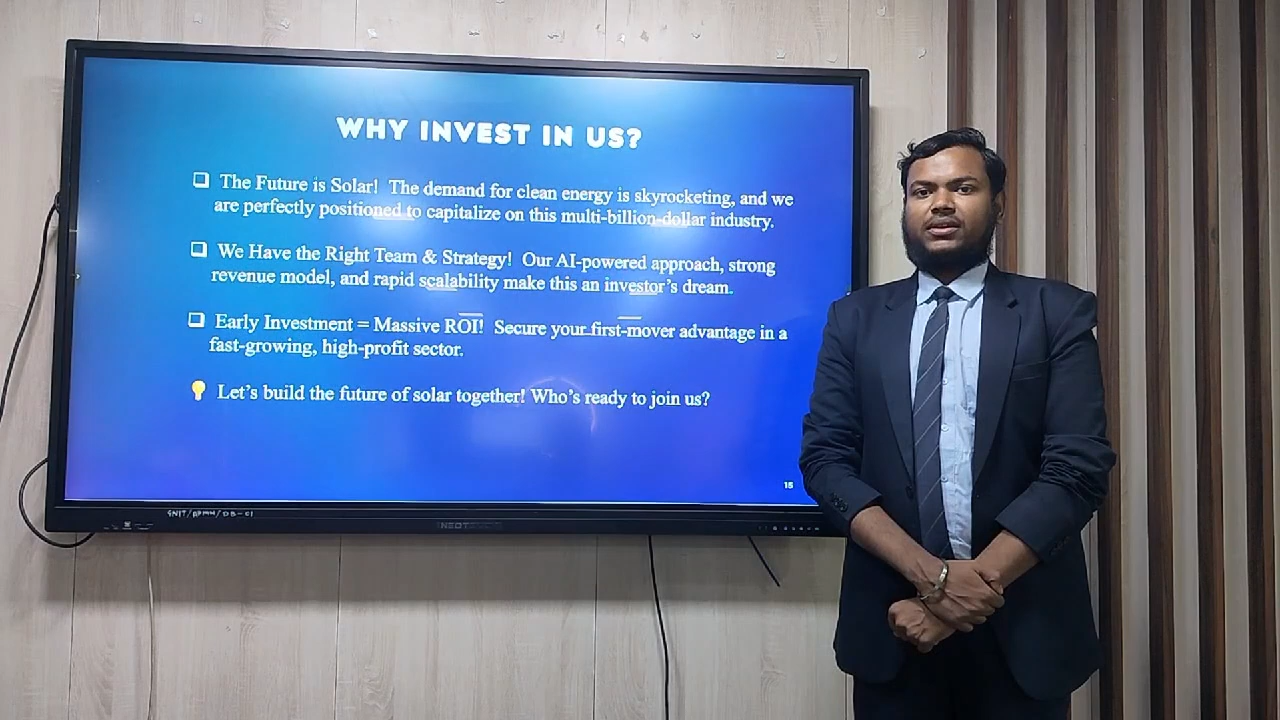 WHY INVEST IN US?
The Future is Solar! The demand for clean energy is skyrocketing, and we
are perfectly positioned to capitalize on this multi-billion-dollar industry.
We Have the Right Team & Strategy! Our AI-powered approach, strong
revenue model, and rapid scalability make this an investor's dream.
Early Investment = Massive ROI! Secure your first-mover advantage in a
fast-growing, high-profit sector.
Let's build the future of solar together! Who's ready to join us?
15